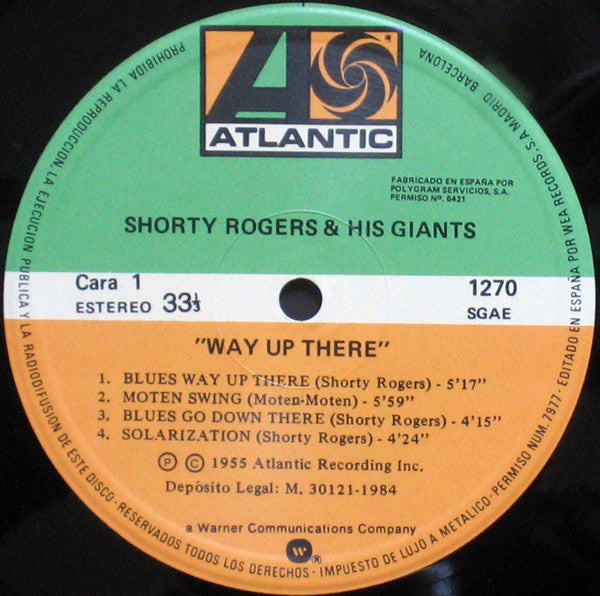 ATLANTIC
FABRICADO EN ESPAÑA POR
POLYGRAM SERVICIOS, S.A.
PERMISO Nº. 6421
SHORTY ROGERS & HIS GIANTS
Cara 1
ESTEREO 33⅓
1270
SGAE
"WAY UP THERE"
1. BLUES WAY UP THERE (Shorty Rogers) - 5'17"
2. MOTEN SWING (Moten-Moten) - 5'59"
3. BLUES GO DOWN THERE (Shorty Rogers) - 4'15"
4. SOLARIZATION (Shorty Rogers) - 4'24"
Ⓟ © 1955 Atlantic Recording Inc.
Depósito Legal: M. 30121-1984
a Warner Communications Company
PROHIBIDA LA REPRODUCCION, LA EJECUCION PUBLICA Y LA RADIODIFUSION DE ESTE DISCO - RESERVADOS TODOS LOS DERECHOS - IMPUESTO DE LUJO A METALICO - PERMISO NUM. 7977 - EDITADO EN ESPAÑA POR WEA RECORDS, S A MADRID BARCELONA